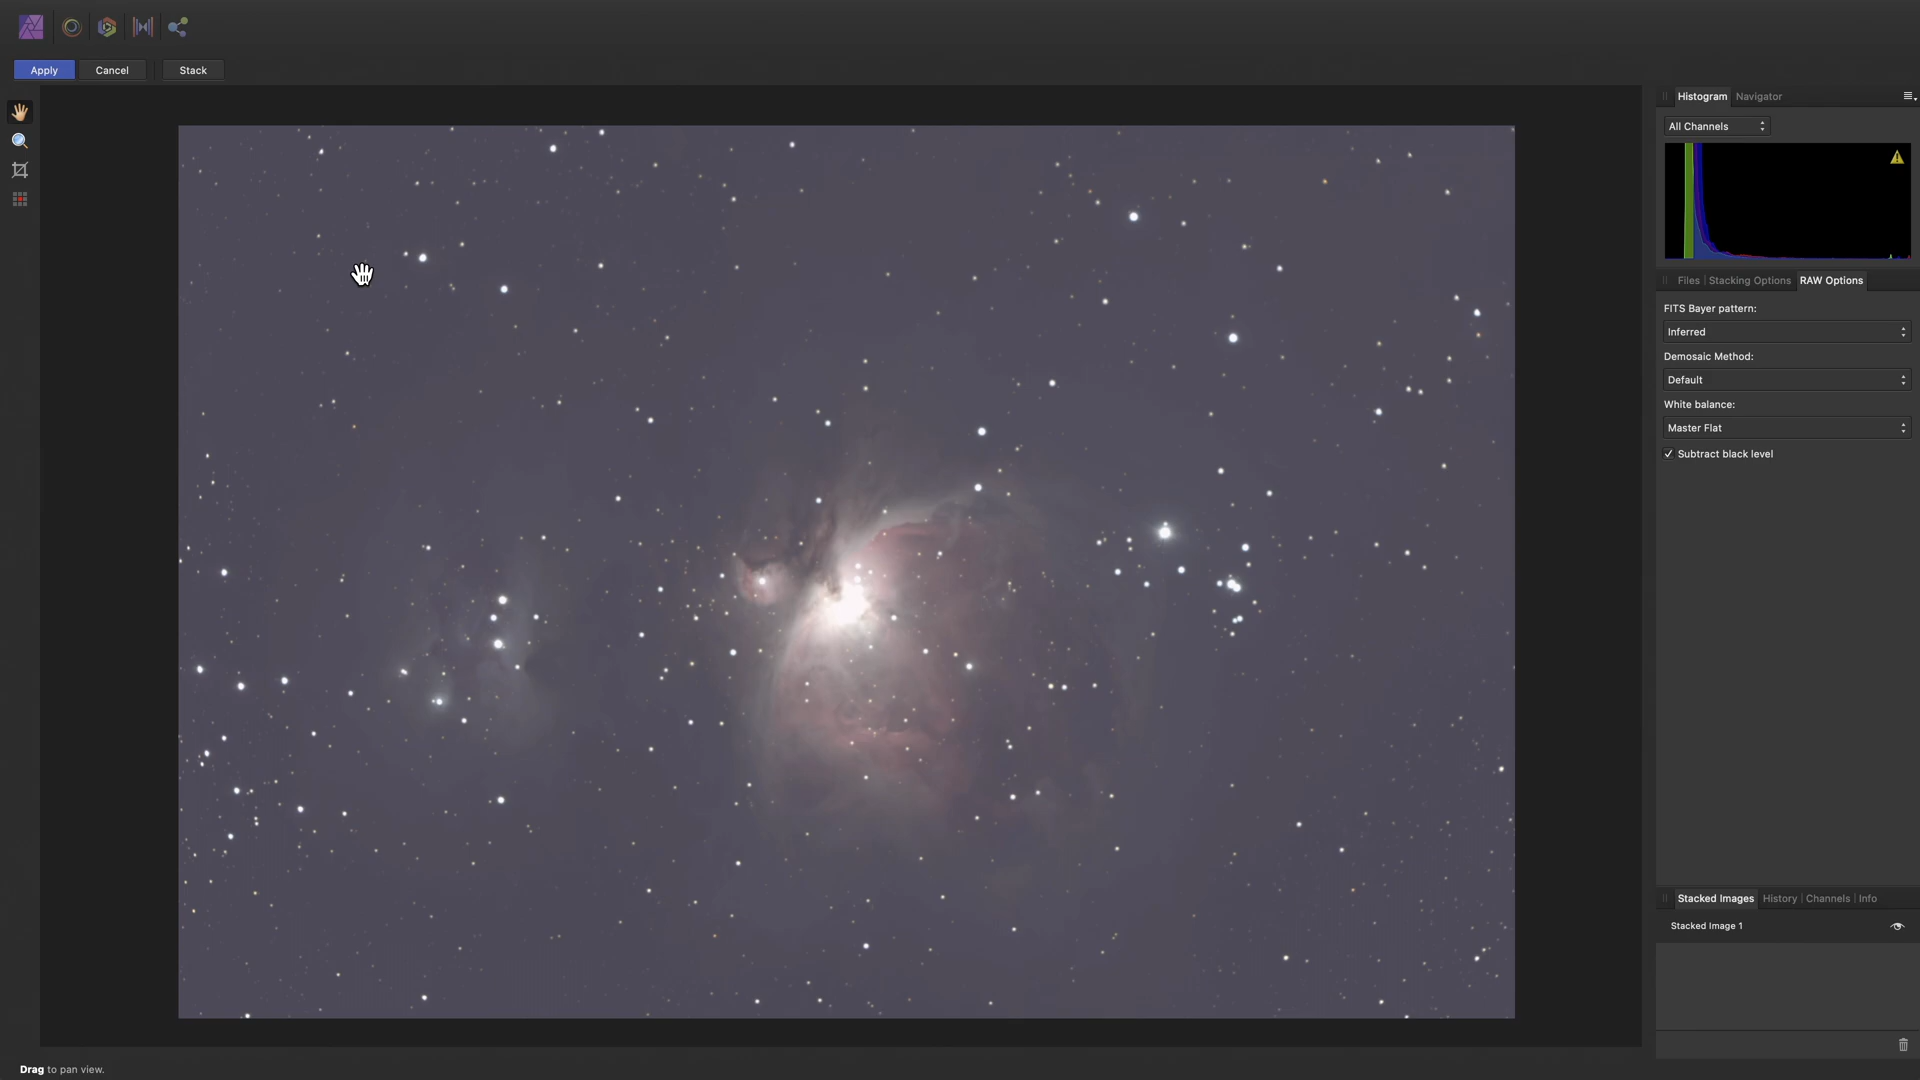 Apply
Cancel
Stack
Histogram
Navigator
All Channels
Files
Stacking Options
RAW Options
FITS Bayer pattern:
Inferred
Demosaic Method:
Default
White balance:
Master Flat
Subtract black level
Stacked Images
History
Channels
Info
Stacked Image 1
Drag to pan view.